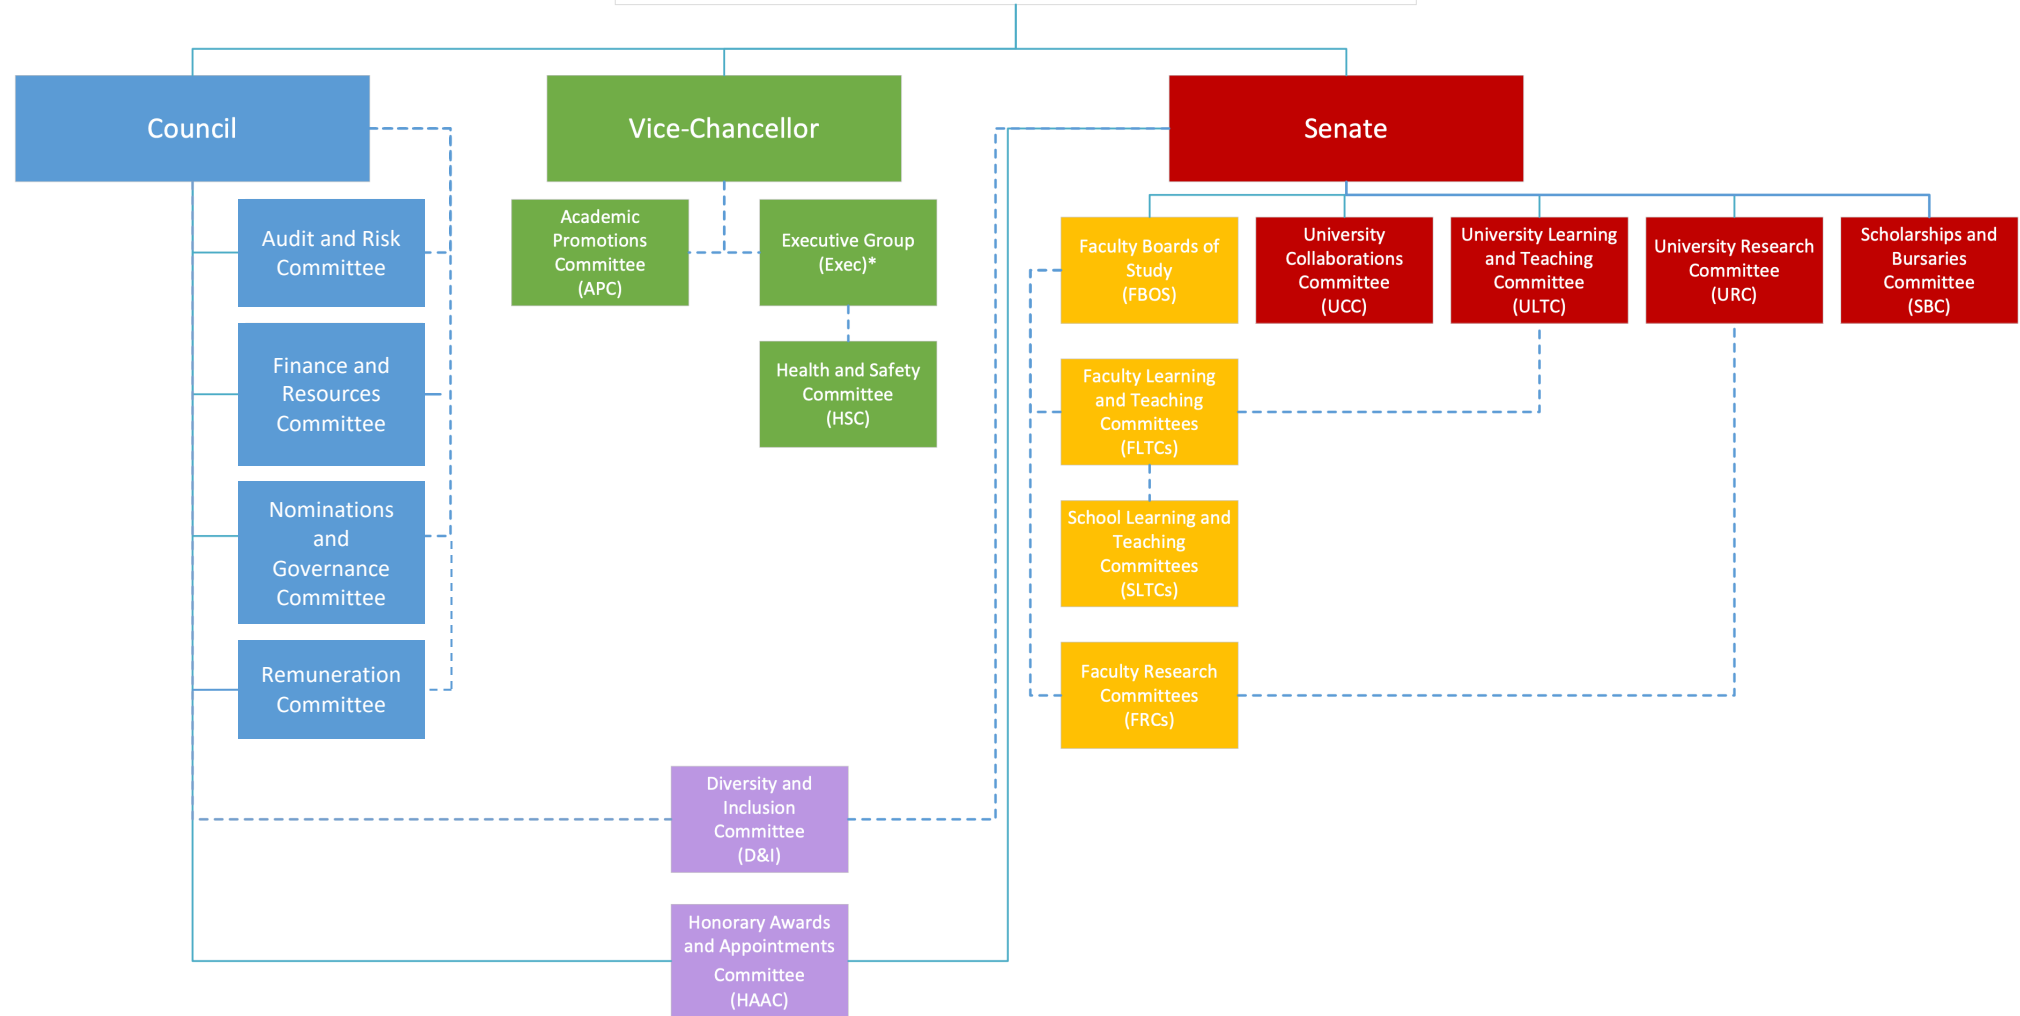 Council
Vice-Chancellor
Senate
Audit and Risk
Committee
Finance and
Resources
Committee
Nominations
and
Governance
Committee
Remuneration
Committee
Academic
Promotions
Committee
(APC)
Executive Group
(Exec)*
Health and Safety
Committee
(HSC)
Faculty Boards of
Study
(FBOS)
University
Collaborations
Committee
(UCC)
University Learning
and Teaching
Committee
(ULTC)
University Research
Committee
(URC)
Scholarships and
Bursaries
Committee
(SBC)
Faculty Learning
and Teaching
Committees
(FLTCs)
School Learning and
Teaching
Committees
(SLTCs)
Faculty Research
Committees
(FRCs)
Diversity and
Inclusion
Committee
(D&I)
Honorary Awards
and Appointments
Committee
(HAAC)